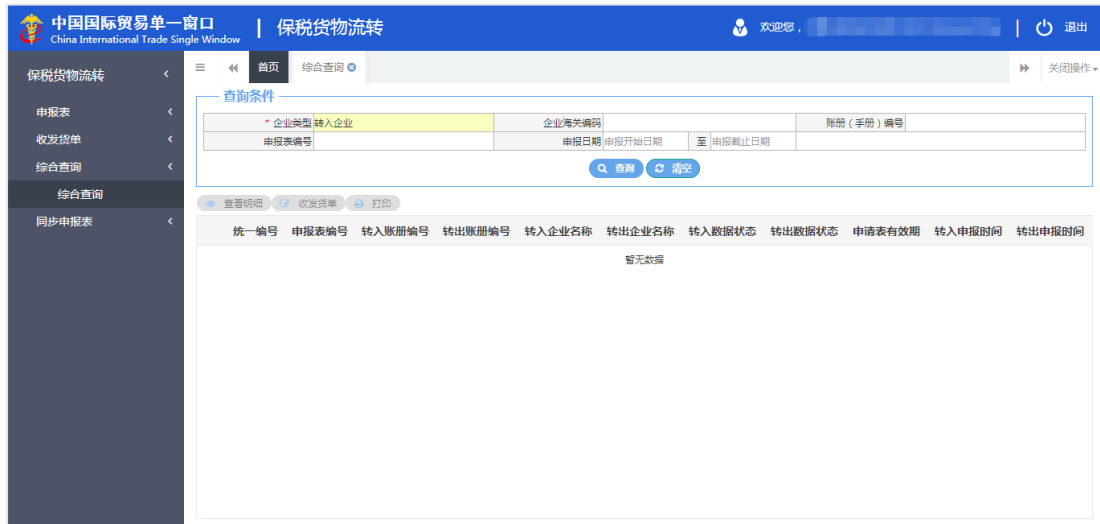 中国国际贸易单一窗口
China International Trade Single Window
保税货物流转
欢迎您，
退出
保税货物流转
首页
综合查询
关闭操作
申报表
收发货单
综合查询
综合查询
同步申报表
查询条件
* 企业类型 转入企业 企业海关编码 账册（手册）编号
申报表编号 申报日期 申报开始日期 至 申报截止日期
查询 清空
查看明细 收发货单 打印
统一编号 申报表编号 转入账册编号 转出账册编号 转入企业名称 转出企业名称 转入数据状态 转出数据状态 申请表有效期 转入申报时间 转出申报时间
暂无数据